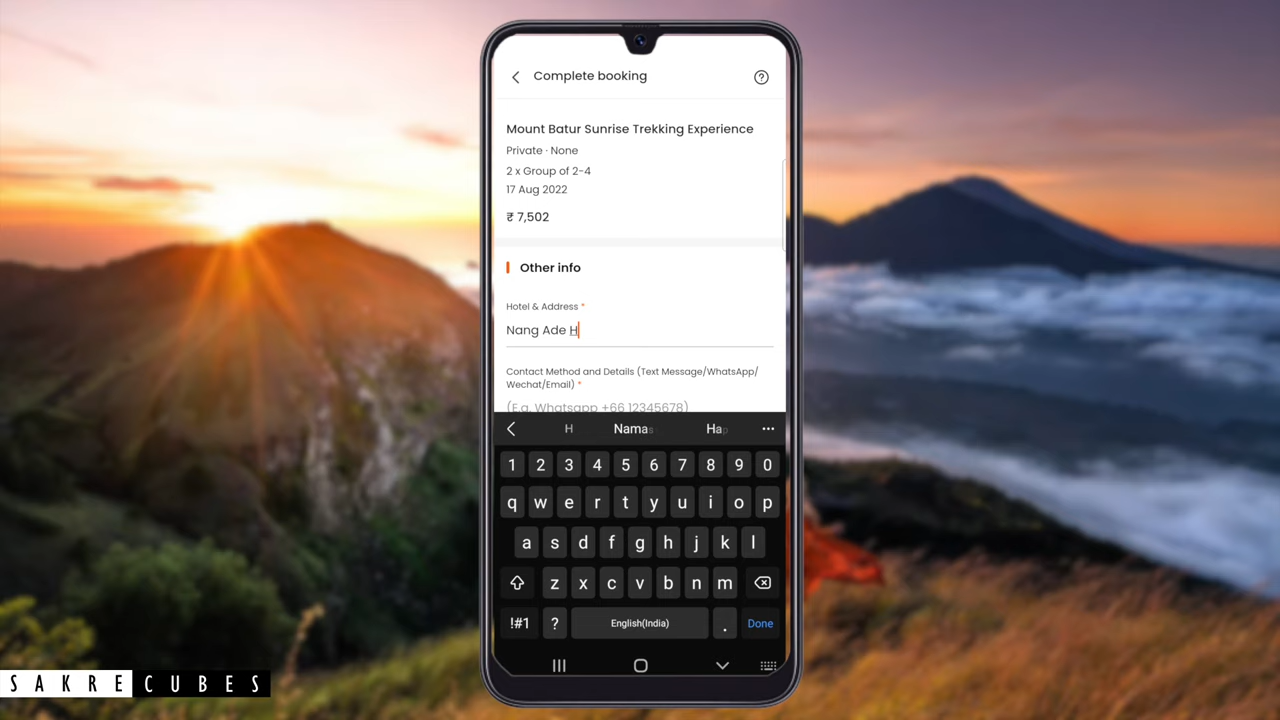 Complete booking
Mount Batur Sunrise Trekking Experience
Private · None
2 x Group of 2-4
17 Aug 2022
₹ 7,502
Other info
Hotel & Address *
Nang Ade H
Contact Method and Details (Text Message/WhatsApp/
Wechat/Email) *
(E.g. Whatsapp +66 12345678)
H Namas Hap
1 2 3 4 5 6 7 8 9 0
q w e r t y u i o p
a s d f g h j k l
z x c v b n m
!#1 ? English(India) . Done
SAKRECUBES